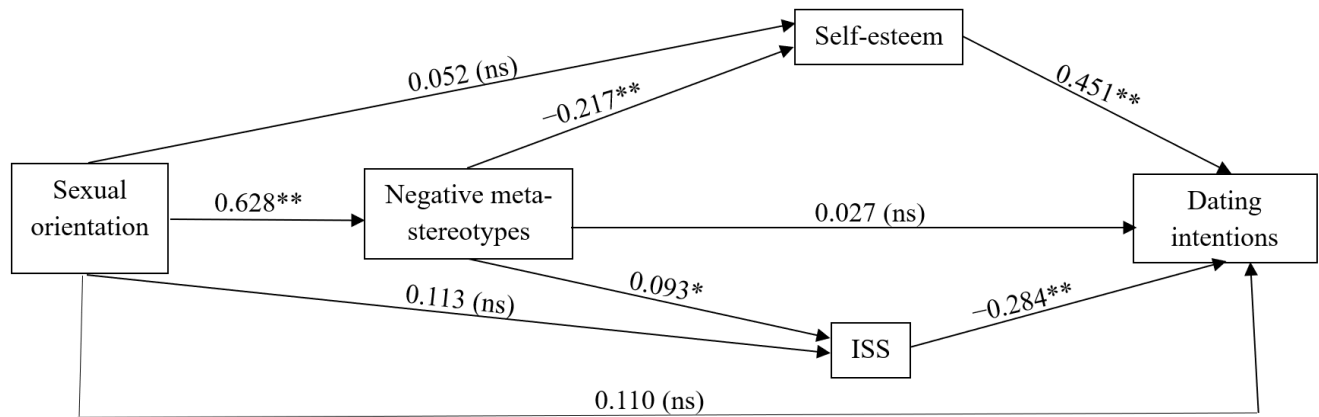 Self-esteem
0.052 (ns)
−0.217**
0.451**
Sexual
orientation
0.628**
Negative meta-
stereotypes
0.027 (ns)
Dating
intentions
0.113 (ns)
0.093*
ISS
−0.284**
0.110 (ns)